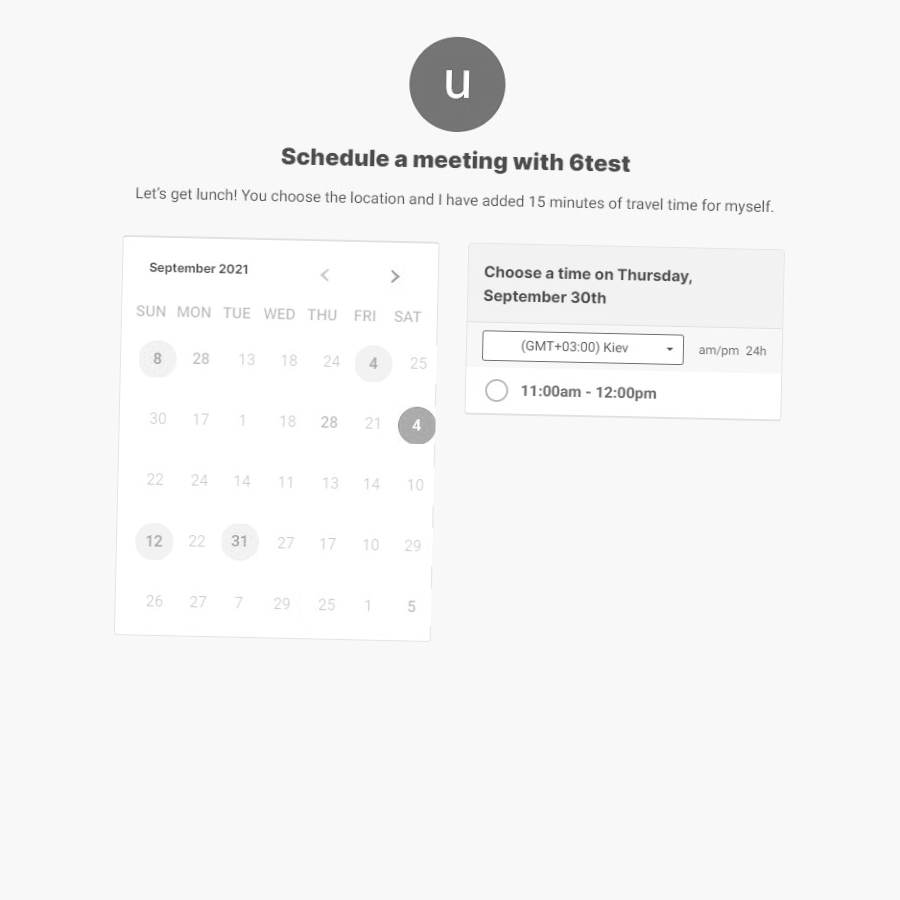 u
Schedule a meeting with 6test
Let's get lunch! You choose the location and I have added 15 minutes of travel time for myself.
September 2021
SUN MON TUE WED THU FRI SAT
8 28 13 18 24 4 25
30 17 1 18 28 21 4
22 24 14 11 13 14 10
12 22 31 27 17 10 29
26 27 7 29 25 1 5
Choose a time on Thursday,
September 30th
(GMT+03:00) Kiev
am/pm 24h
11:00am - 12:00pm